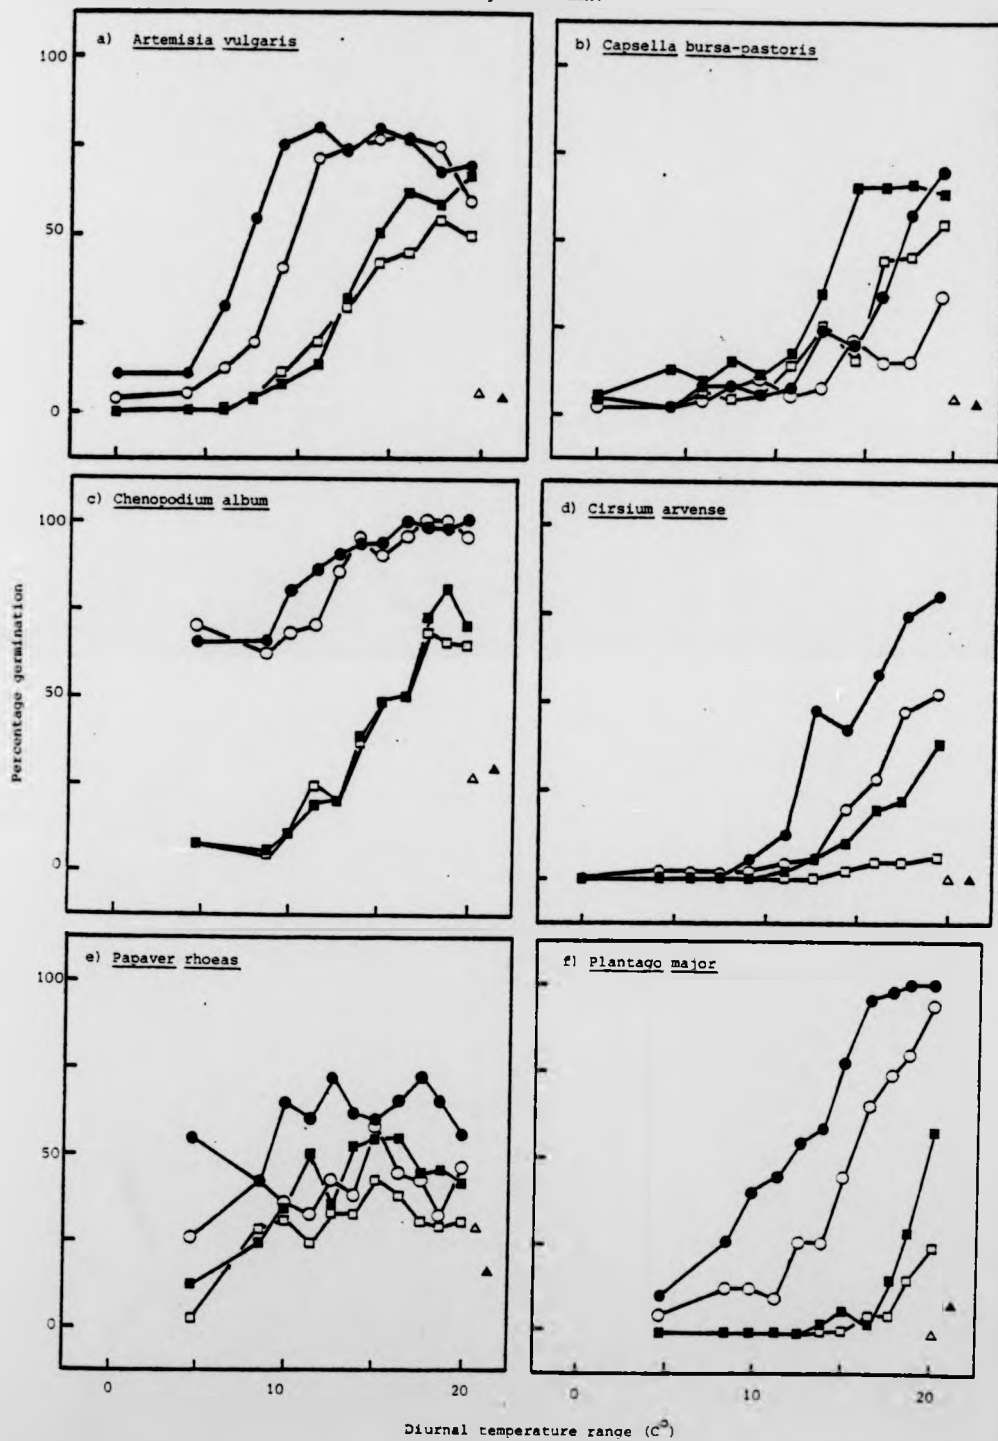 a) Artemisia vulgaris
b) Capsella bursa-pastoris
100
50
0
c) Chenopodium album
d) Cirsium arvense
100
50
0
Percentage germination
e) Papaver rhoeas
f) Plantago major
100
50
0
0 10 20
0 10 20
Diurnal temperature range (C°)